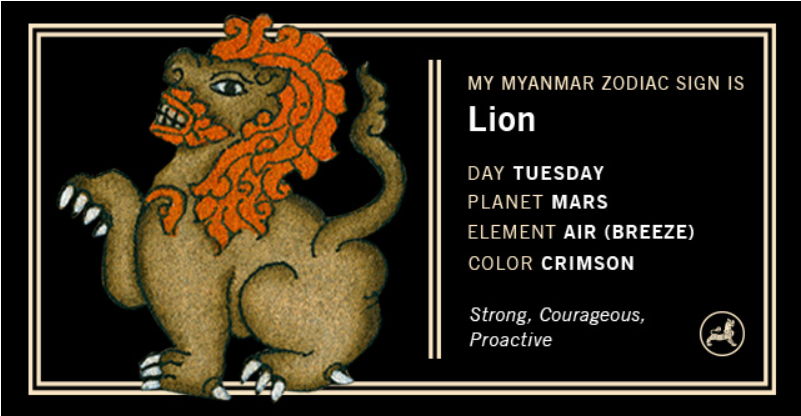 MY MYANMAR ZODIAC SIGN IS
Lion
DAY TUESDAY
PLANET MARS
ELEMENT AIR (BREEZE)
COLOR CRIMSON
Strong, Courageous,
Proactive